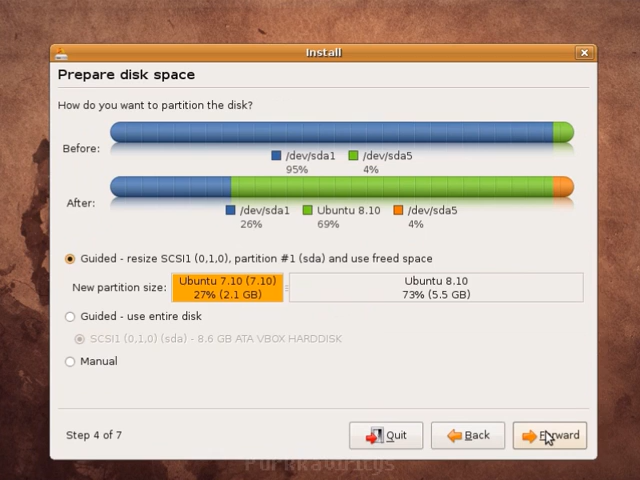 Install
Prepare disk space
How do you want to partition the disk?
Before:
/dev/sda1 /dev/sda5
95% 4%
After:
/dev/sda1 Ubuntu 8.10 /dev/sda5
26% 69% 4%
Guided - resize SCSI1 (0,1,0), partition #1 (sda) and use freed space
New partition size:
Ubuntu 7.10 (7.10) Ubuntu 8.10
27% (2.1 GB) 73% (5.5 GB)
Guided - use entire disk
SCSI1 (0,1,0) (sda) - 8.6 GB ATA VBOX HARDDISK
Manual
Step 4 of 7 Quit Back Forward
Purkkaviritys